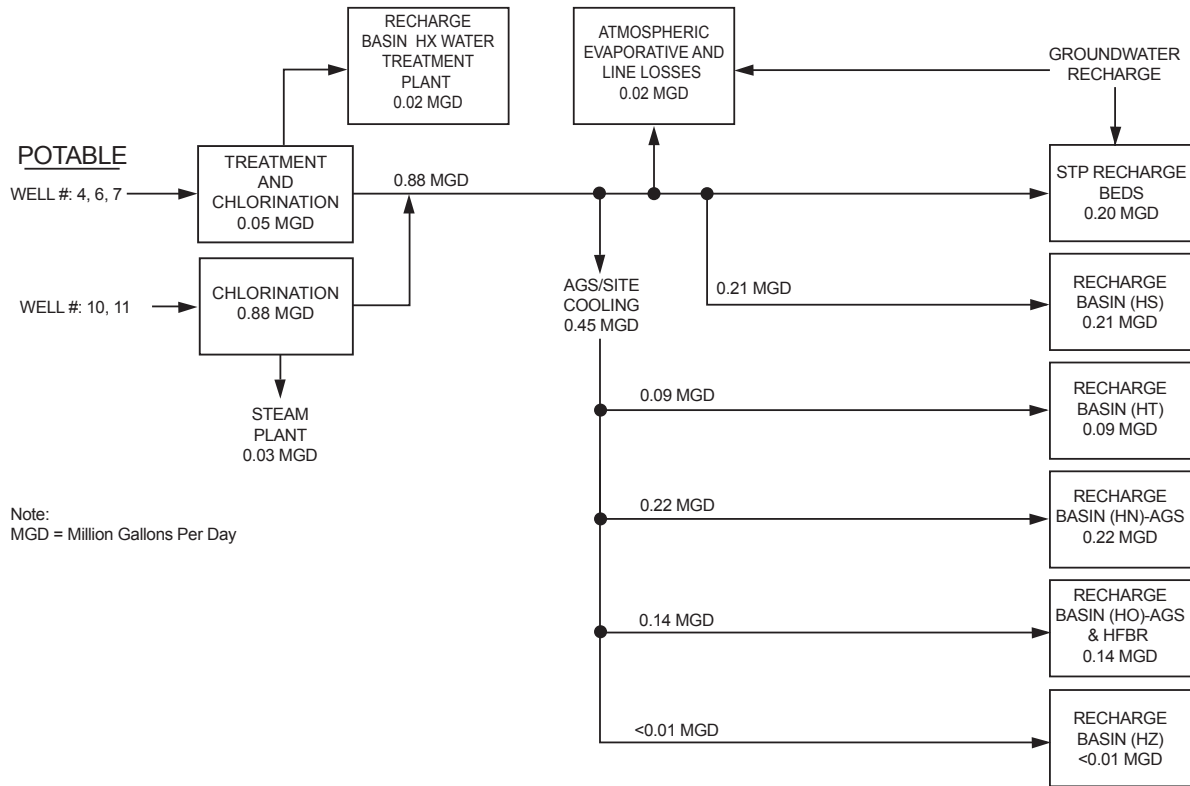 RECHARGE
BASIN HX WATER
TREATMENT
PLANT
0.02 MGD
ATMOSPHERIC
EVAPORATIVE AND
LINE LOSSES
0.02 MGD
GROUNDWATER
RECHARGE
POTABLE
WELL #: 4, 6, 7
TREATMENT
AND
CHLORINATION
0.05 MGD
0.88 MGD
STP RECHARGE
BEDS
0.20 MGD
WELL #: 10, 11
CHLORINATION
0.88 MGD
AGS/SITE
COOLING
0.45 MGD
0.21 MGD
RECHARGE
BASIN (HS)
0.21 MGD
STEAM
PLANT
0.03 MGD
0.09 MGD
RECHARGE
BASIN (HT)
0.09 MGD
Note:
MGD = Million Gallons Per Day
0.22 MGD
RECHARGE
BASIN (HN)-AGS
0.22 MGD
0.14 MGD
RECHARGE
BASIN (HO)-AGS
& HFBR
0.14 MGD
<0.01 MGD
RECHARGE
BASIN (HZ)
<0.01 MGD